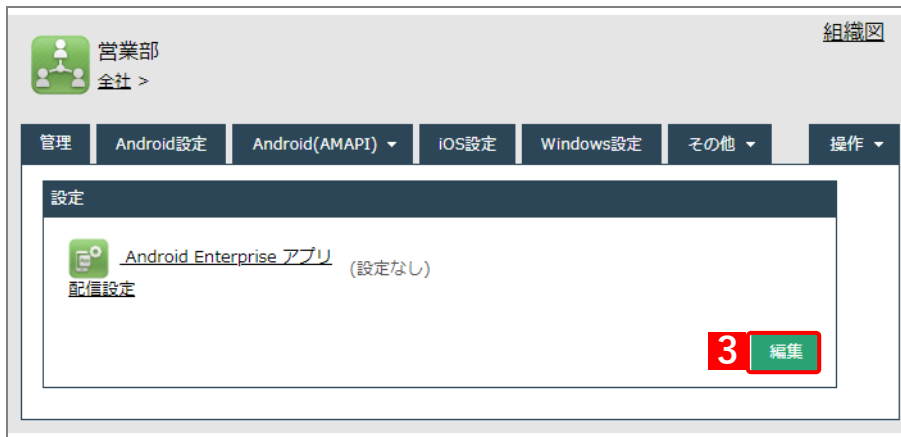 組織図
営業部
全社 >
管理 Android設定 Android(AMAPI) ▼ iOS設定 Windows設定 その他 ▼ 操作 ▼
設定
Android Enterprise アプリ (設定なし)
配信設定
3 編集